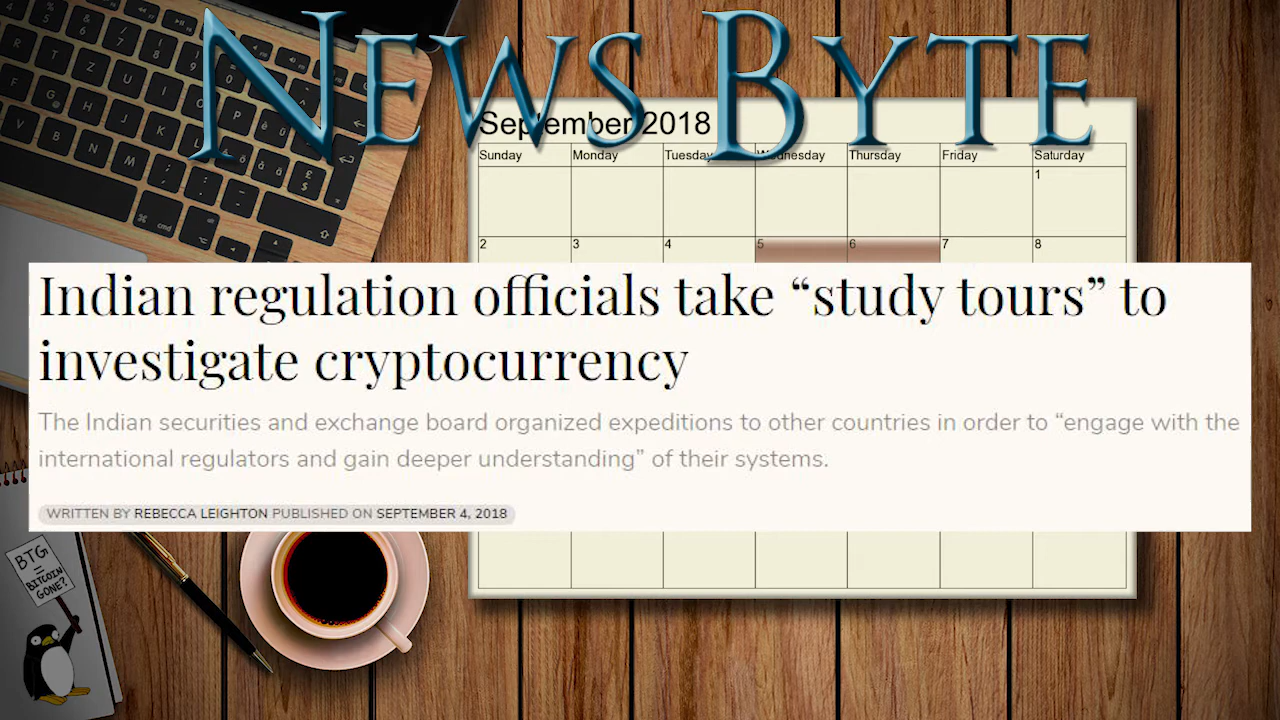 News Byte
September 2018
Sunday Monday Tuesday Wednesday Thursday Friday Saturday
1
2 3 4 5 6 7 8
Indian regulation officials take “study tours” to
investigate cryptocurrency
The Indian securities and exchange board organized expeditions to other countries in order to “engage with the
international regulators and gain deeper understanding” of their systems.
WRITTEN BY REBECCA LEIGHTON PUBLISHED ON SEPTEMBER 4, 2018
BTG
=
BITCOIN
GONE?